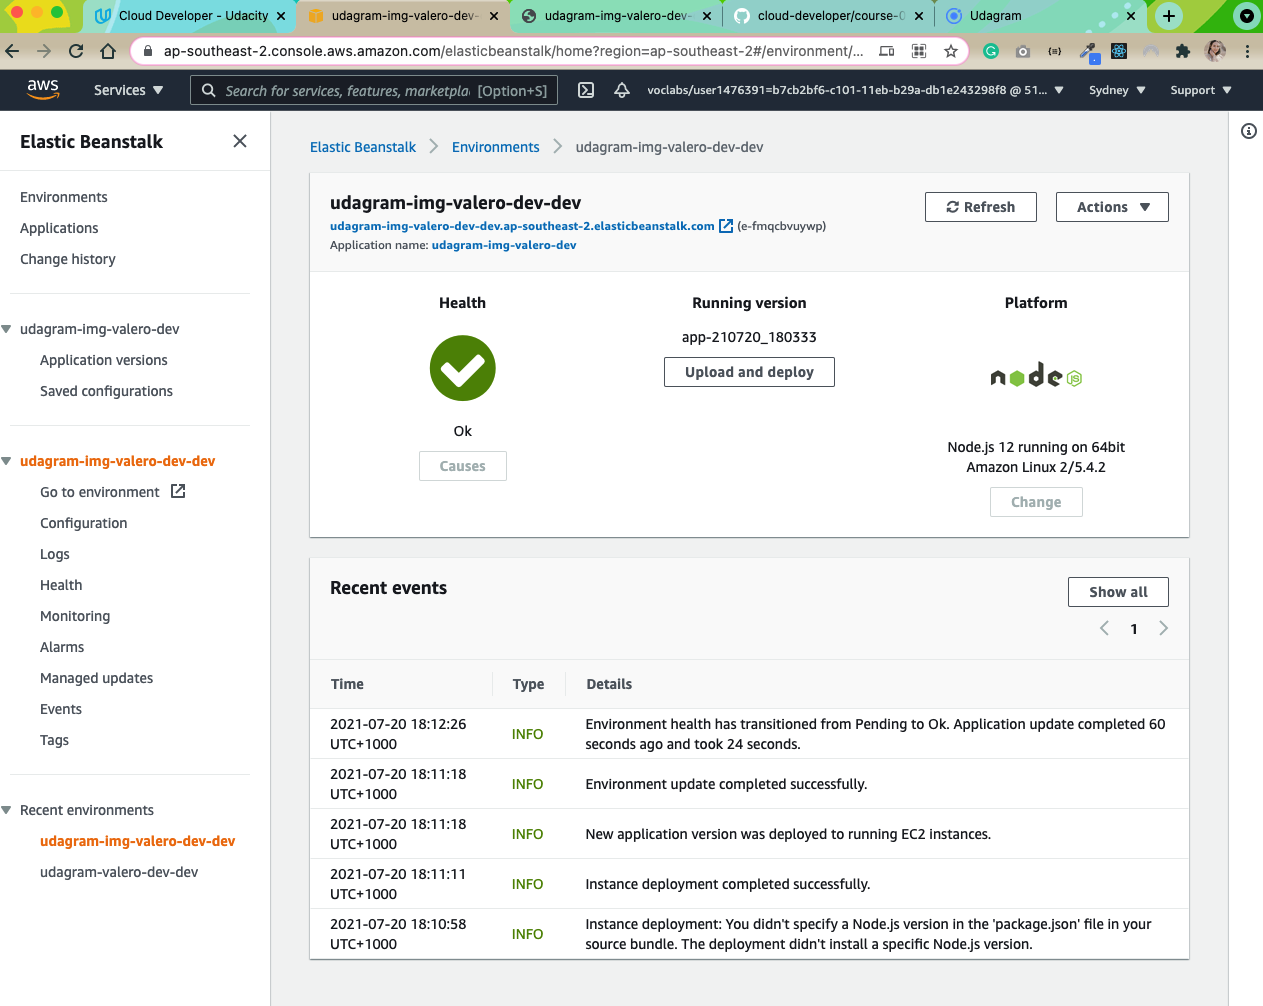 Cloud Developer - Udacity
udagram-img-valero-dev-
udagram-img-valero-dev-
cloud-developer/course-0
Udagram
ap-southeast-2.console.aws.amazon.com/elasticbeanstalk/home?region=ap-southeast-2#/environment/...
aws
Services
Search for services, features, marketpla
[Option+S]
voclabs/user1476391=b7cb2bf6-c101-11eb-b29a-db1e243298f8 @ 51...
Sydney
Support
Elastic Beanstalk
Environments
Applications
Change history
udagram-img-valero-dev
Application versions
Saved configurations
udagram-img-valero-dev-dev
Go to environment
Configuration
Logs
Health
Monitoring
Alarms
Managed updates
Events
Tags
Recent environments
udagram-img-valero-dev-dev
udagram-valero-dev-dev
Elastic Beanstalk
Environments
udagram-img-valero-dev-dev
udagram-img-valero-dev-dev
udagram-img-valero-dev-dev.ap-southeast-2.elasticbeanstalk.com (e-fmqcbvuywp)
Application name: udagram-img-valero-dev
Refresh
Actions
Health
Ok
Causes
Running version
app-210720_180333
Upload and deploy
Platform
node JS
Node.js 12 running on 64bit
Amazon Linux 2/5.4.2
Change
Recent events
Show all
1
Time
Type
Details
2021-07-20 18:12:26
UTC+1000
INFO
Environment health has transitioned from Pending to Ok. Application update completed 60
seconds ago and took 24 seconds.
2021-07-20 18:11:18
UTC+1000
INFO
Environment update completed successfully.
2021-07-20 18:11:18
UTC+1000
INFO
New application version was deployed to running EC2 instances.
2021-07-20 18:11:11
UTC+1000
INFO
Instance deployment completed successfully.
2021-07-20 18:10:58
UTC+1000
INFO
Instance deployment: You didn't specify a Node.js version in the 'package.json' file in your
source bundle. The deployment didn't install a specific Node.js version.